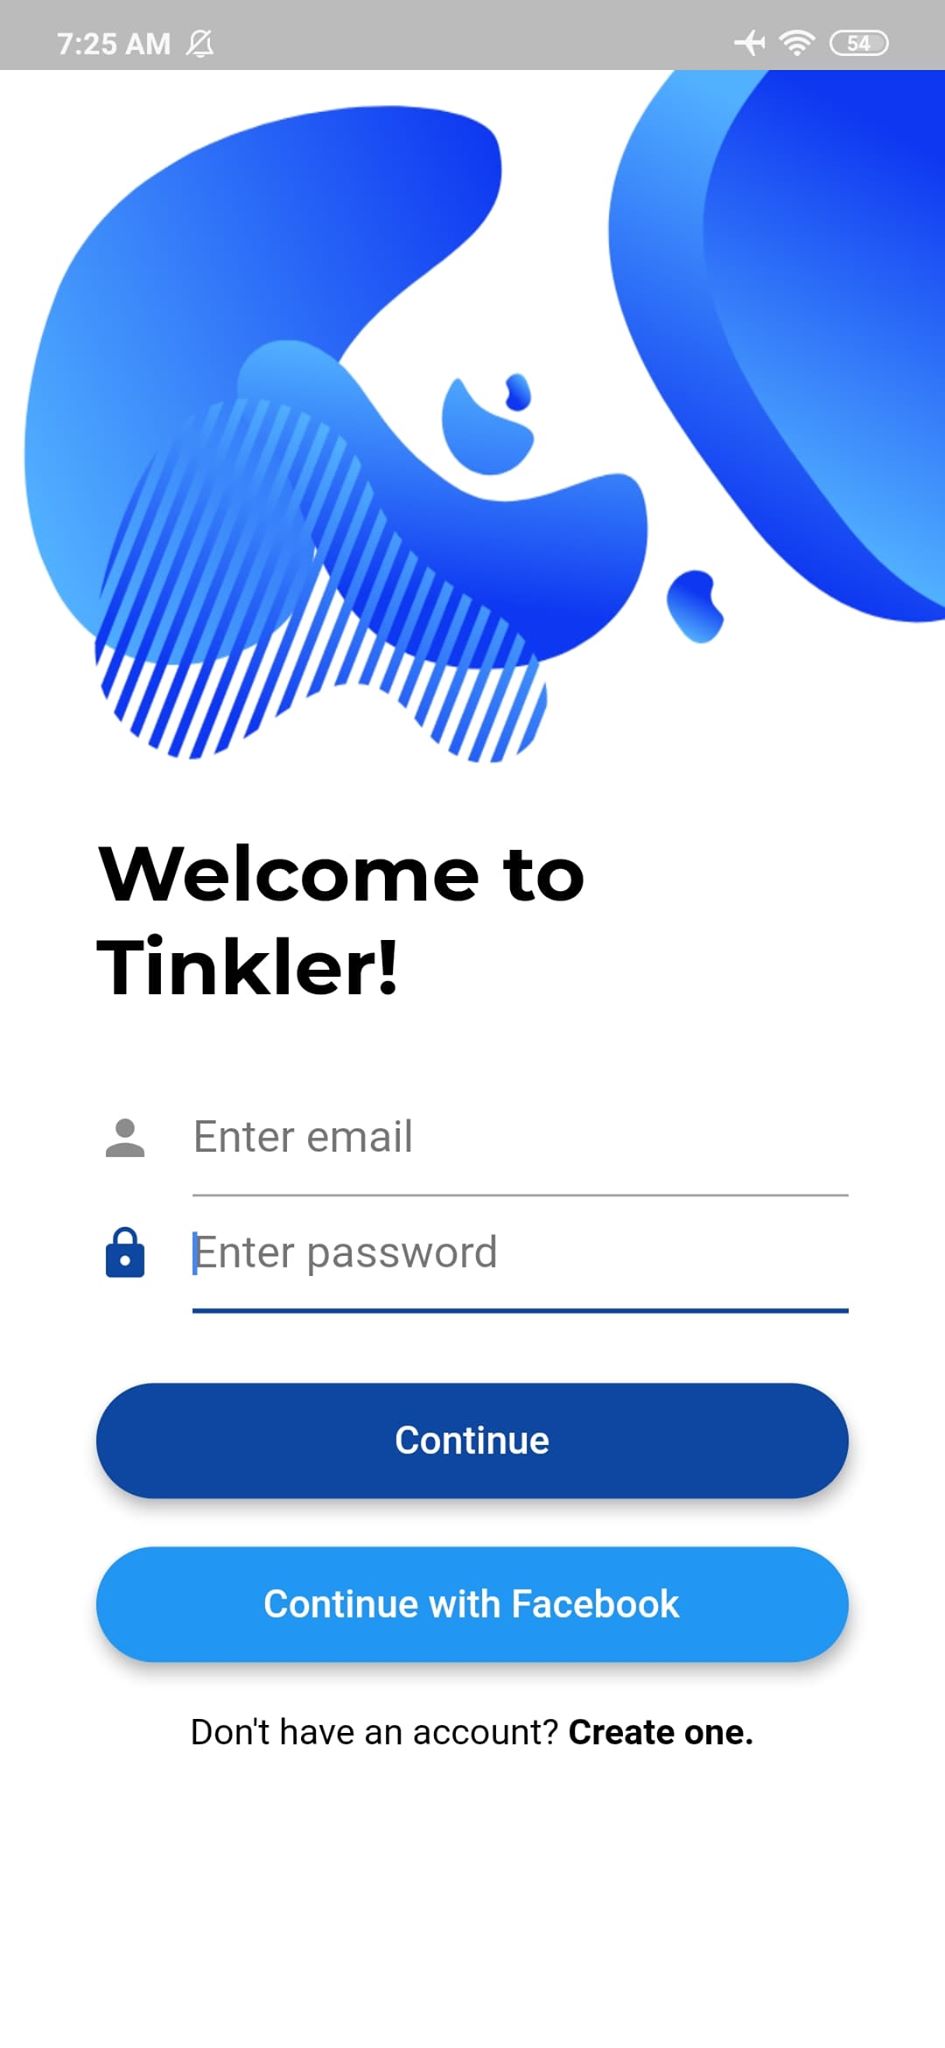 7:25 AM 54
Welcome to
Tinkler!
Enter email
Enter password
Continue
Continue with Facebook
Don't have an account? Create one.